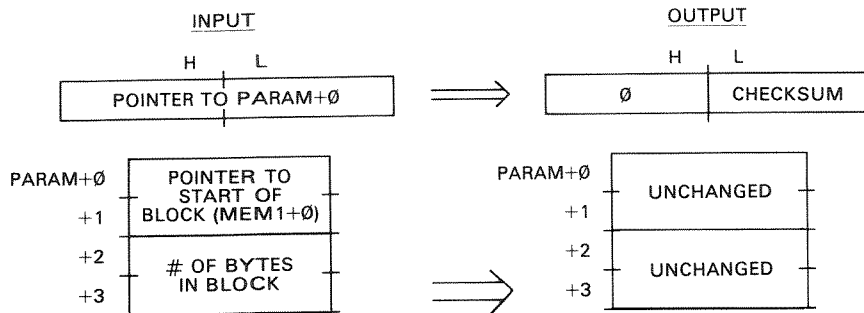 INPUT
OUTPUT
H L
H L
POINTER TO PARAM+Ø
Ø
CHECKSUM
PARAM+Ø
+1
+2
+3
POINTER TO
START OF
BLOCK (MEM1+Ø)
# OF BYTES
IN BLOCK
PARAM+Ø
+1
+2
+3
UNCHANGED
UNCHANGED